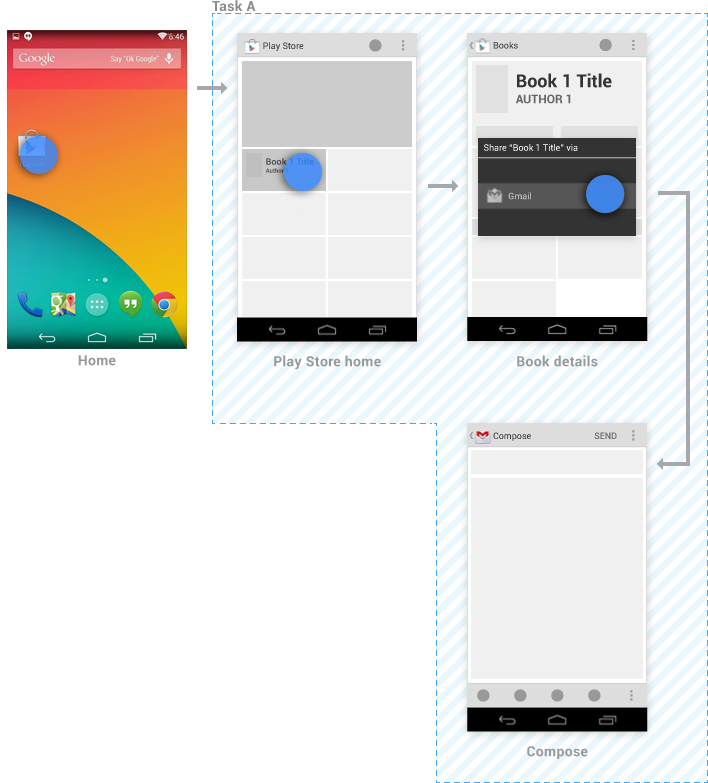 Task A
6:46
Google
Say "Ok Google"
Home
Play Store
Book 1 Title
Author 1
Play Store home
Books
Book 1 Title
AUTHOR 1
Share "Book 1 Title" via
Gmail
Book details
Compose
SEND
Compose